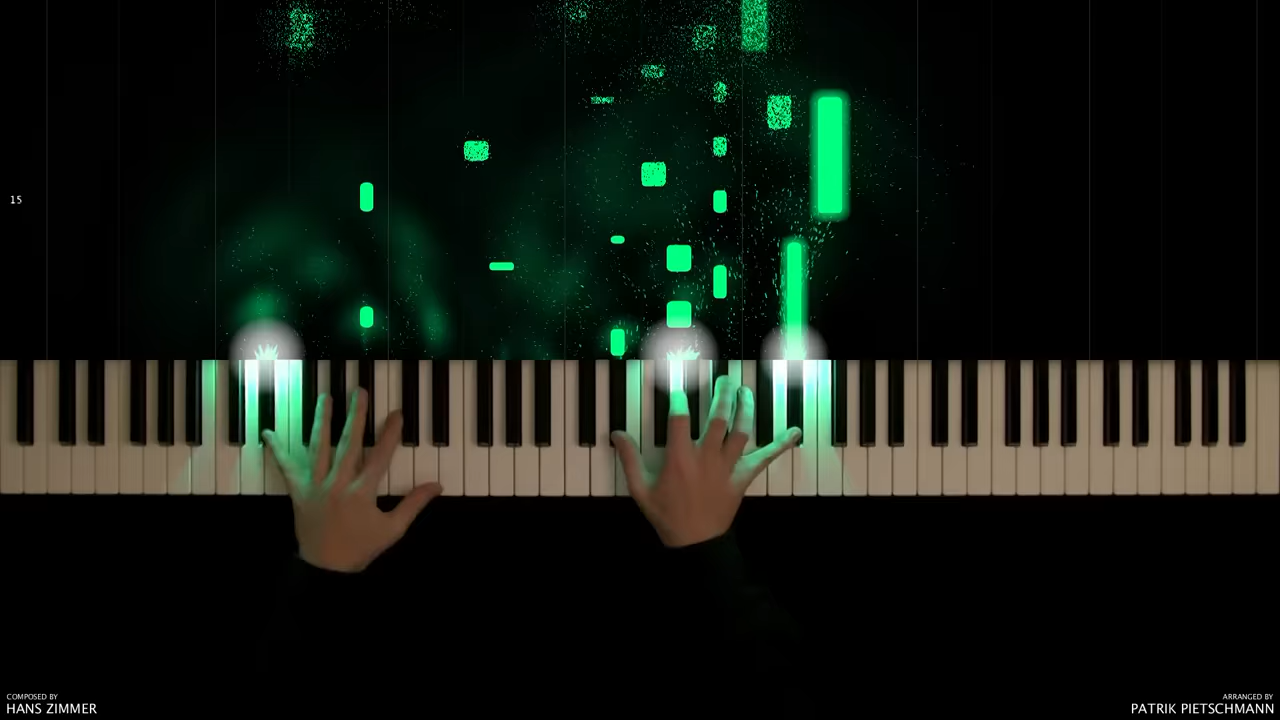 15
COMPOSED BY
HANS ZIMMER
ARRANGED BY
PATRIK PIETSCHMANN